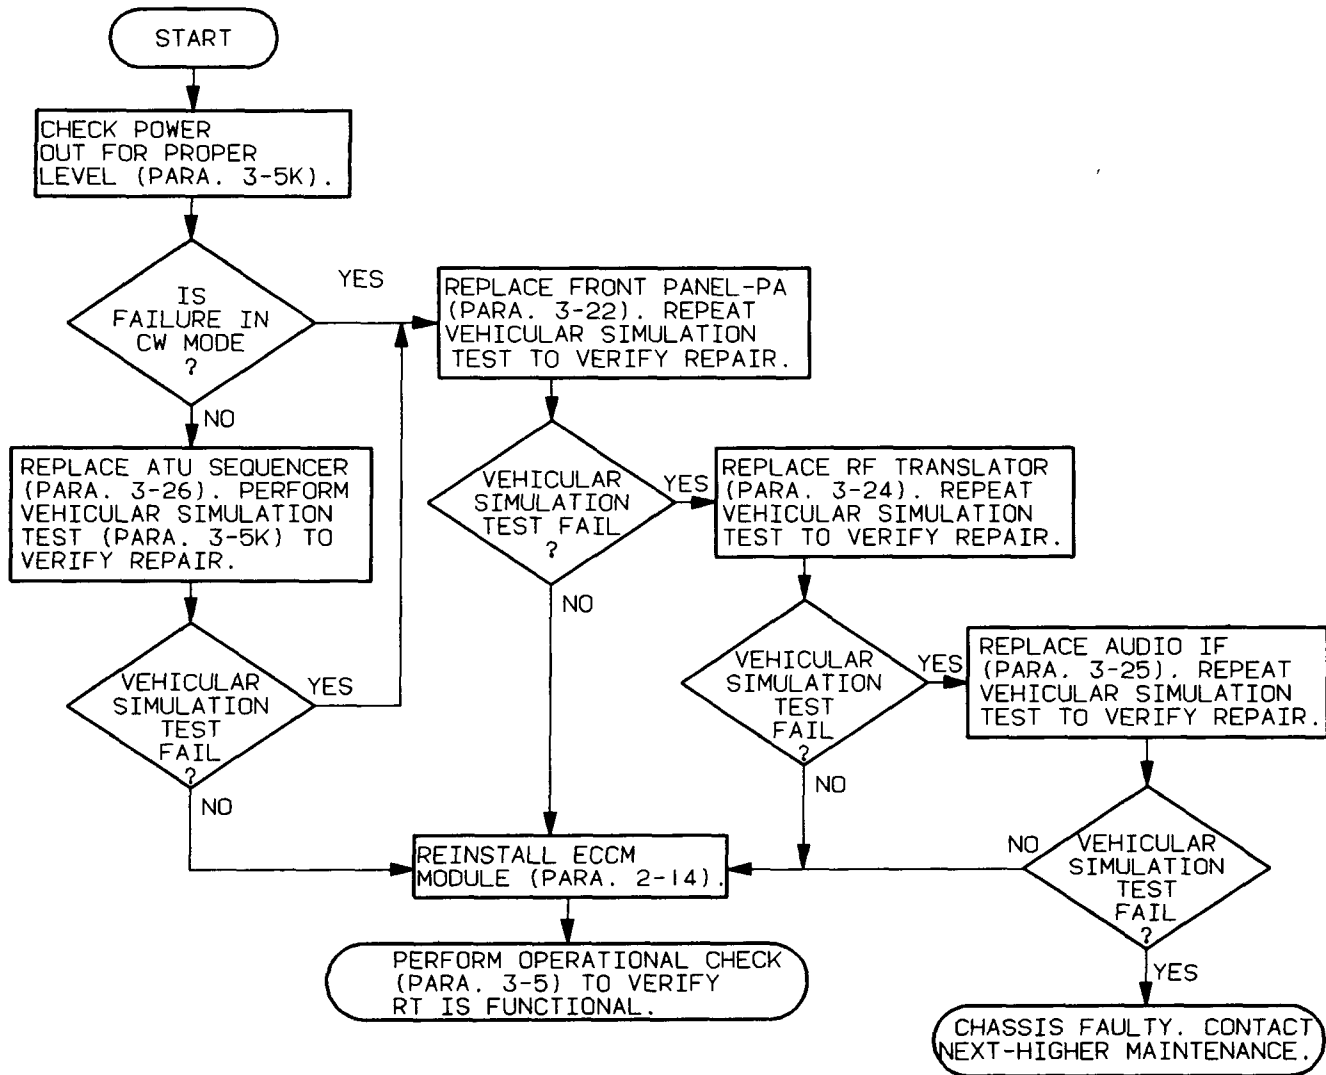 START
CHECK POWER
OUT FOR PROPER
LEVEL (PARA. 3-5K).
IS
FAILURE IN
CW MODE
?
YES
NO
REPLACE FRONT PANEL-PA
(PARA. 3-22). REPEAT
VEHICULAR SIMULATION
TEST TO VERIFY REPAIR.
REPLACE ATU SEQUENCER
(PARA. 3-26). PERFORM
VEHICULAR SIMULATION
TEST (PARA. 3-5K) TO
VERIFY REPAIR.
VEHICULAR
SIMULATION
TEST FAIL
?
YES
NO
REPLACE RF TRANSLATOR
(PARA. 3-24). REPEAT
VEHICULAR SIMULATION
TEST TO VERIFY REPAIR.
VEHICULAR
SIMULATION
TEST
FAIL
?
YES
NO
VEHICULAR
SIMULATION
TEST
FAIL
?
YES
NO
REPLACE AUDIO IF
(PARA. 3-25). REPEAT
VEHICULAR SIMULATION
TEST TO VERIFY REPAIR.
REINSTALL ECCM
MODULE (PARA. 2-14).
NO
VEHICULAR
SIMULATION
TEST
FAIL
?
YES
PERFORM OPERATIONAL CHECK
(PARA. 3-5) TO VERIFY
RT IS FUNCTIONAL.
CHASSIS FAULTY. CONTACT
NEXT-HIGHER MAINTENANCE.